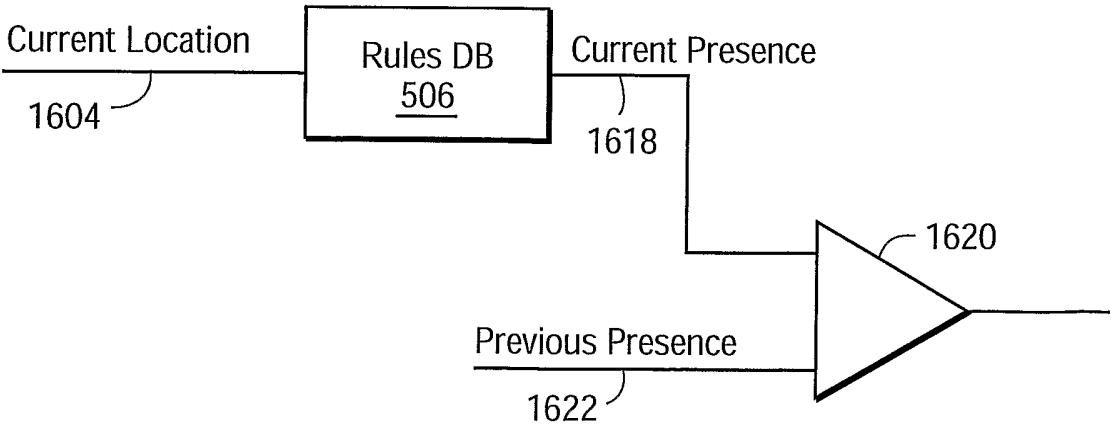 Current Location
Rules DB
506
Current Presence
1604
1618
1620
Previous Presence
1622